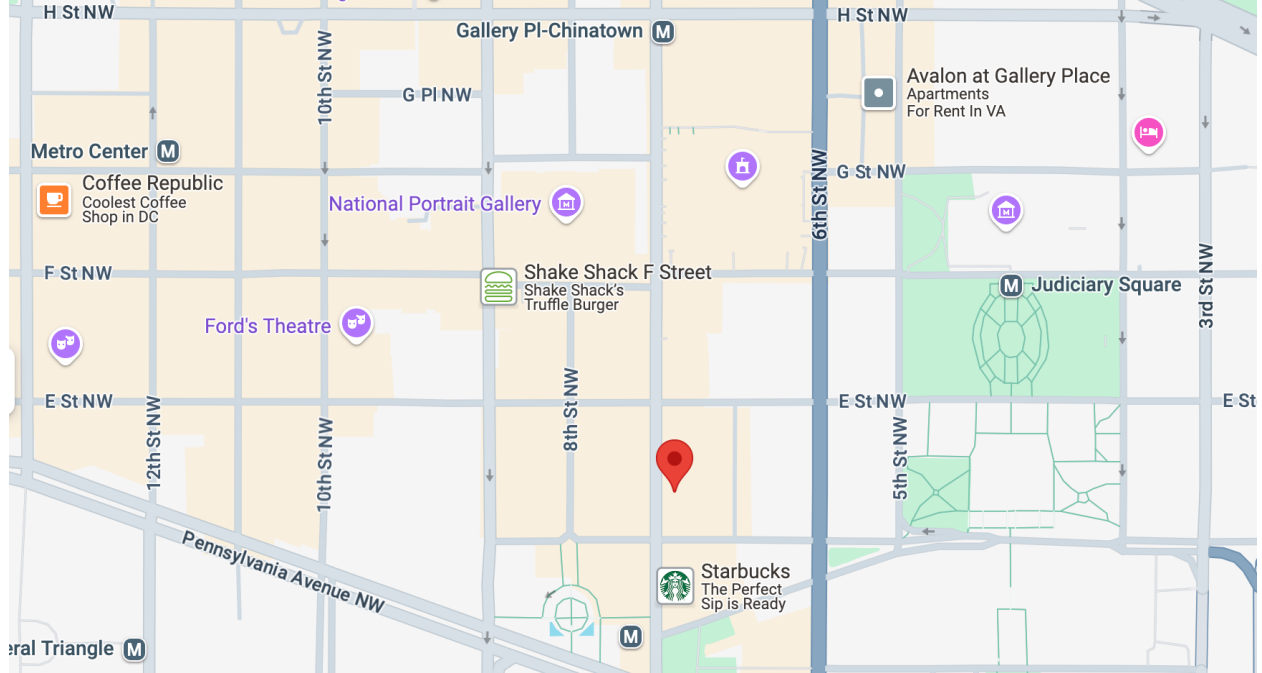 H St NW
H St NW
Gallery Pl-Chinatown
M
10th St NW
G Pl NW
Avalon at Gallery Place
Apartments
For Rent In VA
Metro Center
M
Coffee Republic
Coolest Coffee
Shop in DC
National Portrait Gallery
M
6th St NW
G St NW
M
F St NW
Shake Shack F Street
Shake Shack's
Truffle Burger
M
Judiciary Square
3rd St NW
Ford's Theatre
E St NW
E St NW
E St
12th St NW
10th St NW
8th St NW
5th St NW
Pennsylvania Avenue NW
Starbucks
The Perfect
Sip is Ready
M
eral Triangle
M